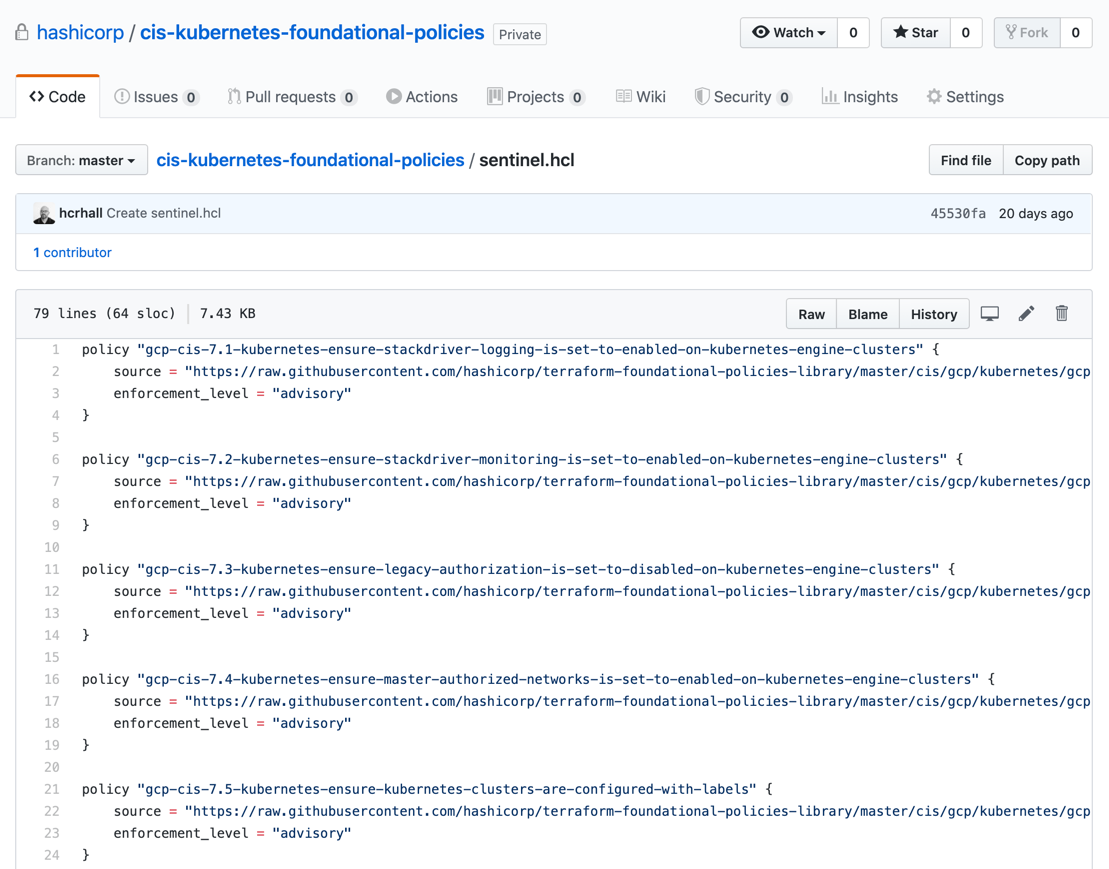 hashicorp / cis-kubernetes-foundational-policies Private Watch 0 Star 0 Fork 0
Code Issues 0 Pull requests 0 Actions Projects 0 Wiki Security 0 Insights Settings
Branch: master cis-kubernetes-foundational-policies / sentinel.hcl Find file Copy path
hcrhall Create sentinel.hcl 45530fa 20 days ago
1 contributor
79 lines (64 sloc) 7.43 KB Raw Blame History
1 policy "gcp-cis-7.1-kubernetes-ensure-stackdriver-logging-is-set-to-enabled-on-kubernetes-engine-clusters" {
2 source = "https://raw.githubusercontent.com/hashicorp/terraform-foundational-policies-library/master/cis/gcp/kubernetes/gcp
3 enforcement_level = "advisory"
4 }
5
6 policy "gcp-cis-7.2-kubernetes-ensure-stackdriver-monitoring-is-set-to-enabled-on-kubernetes-engine-clusters" {
7 source = "https://raw.githubusercontent.com/hashicorp/terraform-foundational-policies-library/master/cis/gcp/kubernetes/gcp
8 enforcement_level = "advisory"
9 }
10
11 policy "gcp-cis-7.3-kubernetes-ensure-legacy-authorization-is-set-to-disabled-on-kubernetes-engine-clusters" {
12 source = "https://raw.githubusercontent.com/hashicorp/terraform-foundational-policies-library/master/cis/gcp/kubernetes/gcp
13 enforcement_level = "advisory"
14 }
15
16 policy "gcp-cis-7.4-kubernetes-ensure-master-authorized-networks-is-set-to-enabled-on-kubernetes-engine-clusters" {
17 source = "https://raw.githubusercontent.com/hashicorp/terraform-foundational-policies-library/master/cis/gcp/kubernetes/gcp
18 enforcement_level = "advisory"
19 }
20
21 policy "gcp-cis-7.5-kubernetes-ensure-kubernetes-clusters-are-configured-with-labels" {
22 source = "https://raw.githubusercontent.com/hashicorp/terraform-foundational-policies-library/master/cis/gcp/kubernetes/gcp
23 enforcement_level = "advisory"
24 }